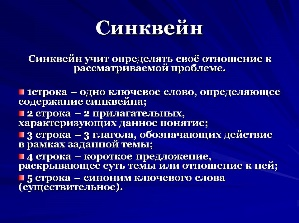 Синквейн
Синквейн учит определять своё отношение к
рассматриваемой проблеме.
1строка – одно ключевое слово, определяющее
содержание синквейна;
2 строка – 2 прилагательных,
характеризующих данное понятие;
3 строка – 3 глагола, обозначающих действие
в рамках заданной темы;
4 строка – короткое предложение,
раскрывающее суть темы или отношение к ней;
5 строка – синоним ключевого слова
(существительное).